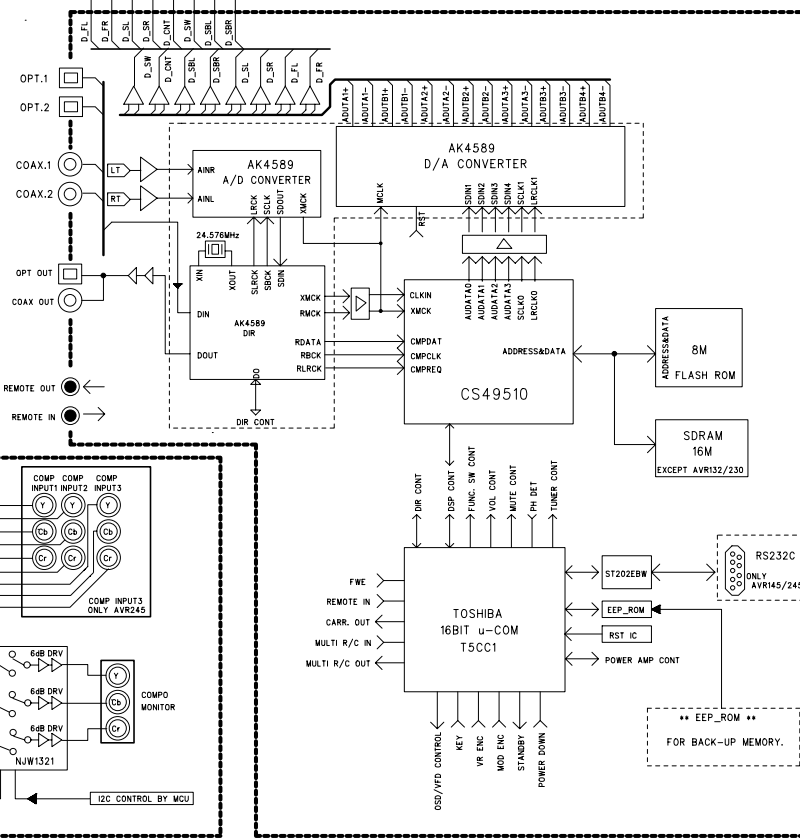 D_FL
D_FR
D_SL
D_SR
D_CNT
D_SW
D_SBL
D_SBR
D_SW
D_CNT
D_SBL
D_SBR
D_SL
D_SR
D_FL
D_FR
OPT.1
OPT.2
COAX.1
COAX.2
OPT OUT
COAX OUT
REMOTE OUT
REMOTE IN
LT
RT
ADUTA1+
ADUTA1-
ADUTB1+
ADUTB1-
ADUTA2+
ADUTA2-
ADUTB2+
ADUTB2-
ADUTA3+
ADUTA3-
ADUTB3+
ADUTB3-
ADUTB4+
ADUTB4-
AK4589
D/A CONVERTER
MCLK
RST
SDIN1
SDIN2
SDIN3
SDIN4
SCLK1
LRCLK1
AK4589
A/D CONVERTER
AINR
AINL
LRCK
SCLK
SDOUT
XMCK
24.576MHz
XIN
XOUT
SLRCK
SBCK
SDIN
DIN
DOUT
AK4589
DIR
XMCK
RMCK
RDATA
RBCK
RLRCK
DO
DIR CONT
AUDATA0
AUDATA1
AUDATA2
AUDATA3
SCLK0
LRCLK0
CLKIN
XMCK
CMPDAT
CMPCLK
CMPREQ
ADDRESS&DATA
CS49510
ADDRESS&DATA
8M
FLASH ROM
SDRAM
16M
EXCEPT AVR132/230
DIR CONT
DSP CONT
FUNC. SW CONT
VOL CONT
MUTE CONT
PH DET
TUNER CONT
FWE
REMOTE IN
CARR. OUT
MULTI R/C IN
MULTI R/C OUT
TOSHIBA
16BIT u-COM
T5CC1
ST202EBW
EEP_ROM
RST IC
POWER AMP CONT
RS232C
ONLY
AVR145/245
** EEP_ROM **
FOR BACK-UP MEMORY.
OSD/VFD CONTROL
KEY
VR ENC
MOD ENC
STANDBY
POWER DOWN
COMP COMP COMP
INPUT1 INPUT2 INPUT3
Y Y Y
Cb Cb Cb
Cr Cr Cr
COMP INPUT3
ONLY AVR245
6dB DRV
6dB DRV
6dB DRV
Y
Cb
Cr
COMPO
MONITOR
NJW1321
I2C CONTROL BY MCU